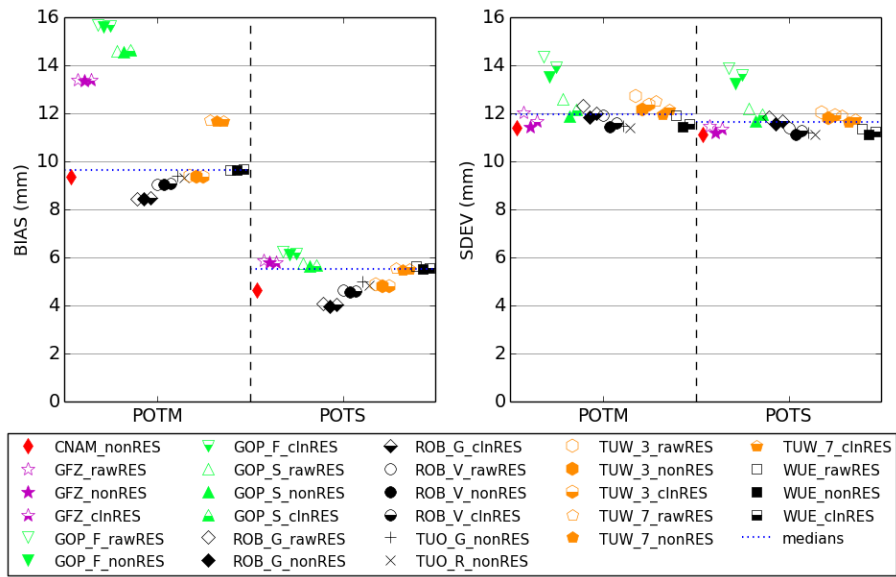 16
14
12
10
8
6
4
2
0
BIAS (mm)
POTM
POTS
16
14
12
10
8
6
4
2
0
SDEV (mm)
POTM
POTS
CNAM_nonRES
GFZ_rawRES
GFZ_nonRES
GFZ_clnRES
GOP_F_rawRES
GOP_F_nonRES
GOP_F_clnRES
GOP_S_rawRES
GOP_S_nonRES
GOP_S_clnRES
ROB_G_rawRES
ROB_G_nonRES
ROB_G_clnRES
ROB_V_rawRES
ROB_V_nonRES
ROB_V_clnRES
TUO_G_nonRES
TUO_R_nonRES
TUW_3_rawRES
TUW_3_nonRES
TUW_3_clnRES
TUW_7_rawRES
TUW_7_nonRES
TUW_7_clnRES
WUE_rawRES
WUE_nonRES
WUE_clnRES
medians